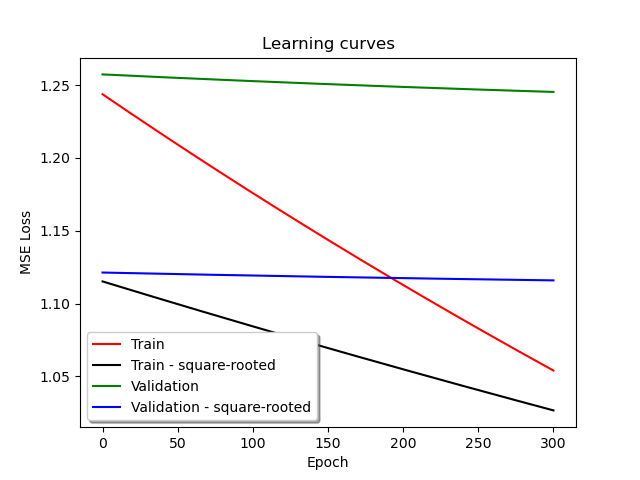 Learning curves
MSE Loss
1.25
1.20
1.15
1.10
1.05
Train
Train - square-rooted
Validation
Validation - square-rooted
0 50 100 150 200 250 300
Epoch